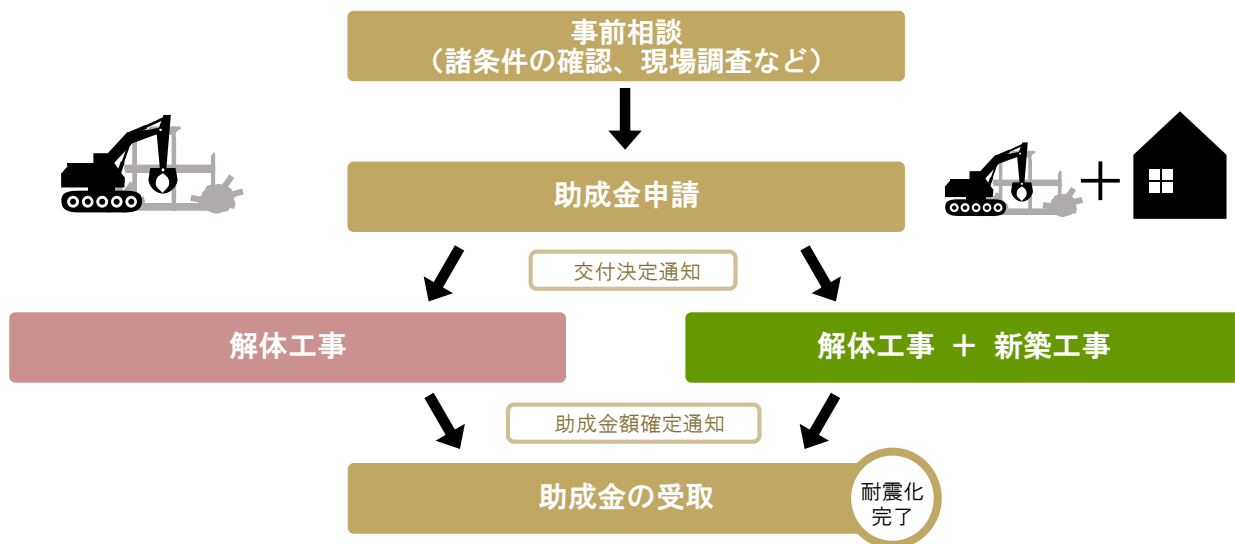 事前相談
（諸条件の確認、現場調査など）
助成金申請
交付決定通知
解体工事
解体工事 ＋ 新築工事
助成金額確定通知
助成金の受取
耐震化
完了